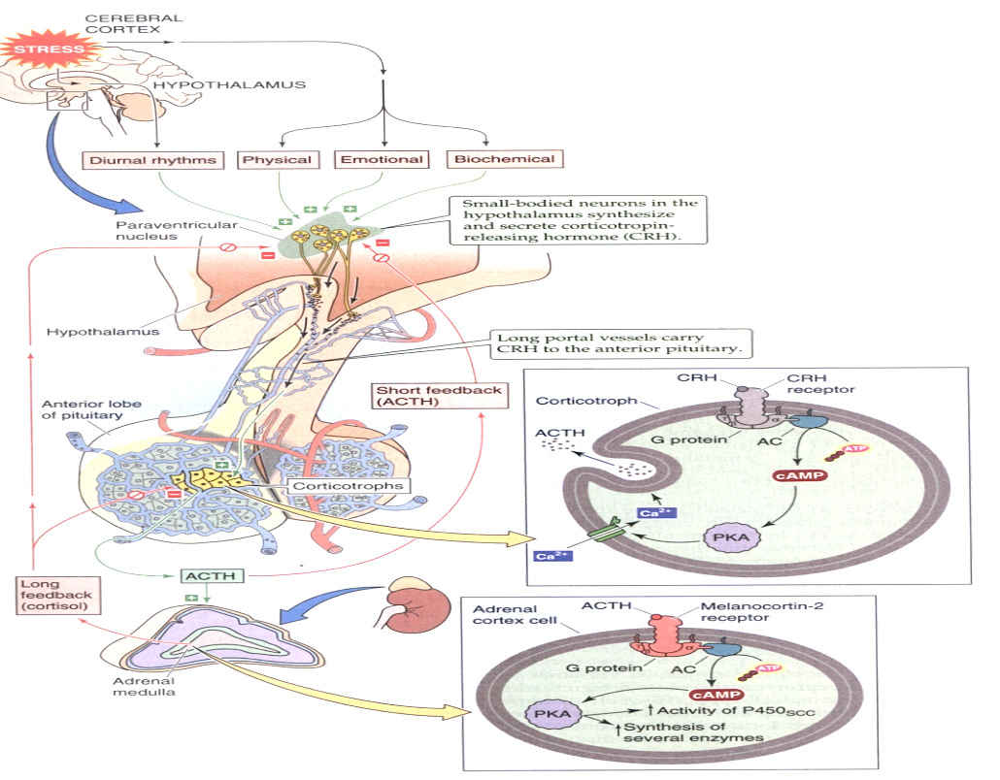 CEREBRAL
CORTEX
STRESS
HYPOTHALAMUS
Diurnal rhythms
Physical
Emotional
Biochemical
Small-bodied neurons in the
hypothalamus synthesize
and secrete corticotropin-
releasing hormone (CRH).
Paraventricular
nucleus
Hypothalamus
Long portal vessels carry
CRH to the anterior pituitary.
Short feedback
(ACTH)
Anterior lobe
of pituitary
Corticotrophs
CRH
CRH
receptor
Corticotroph
ACTH
G protein
α
AC
ATP
cAMP
Ca2+
PKA
Ca2+
ACTH
Long
feedback
(cortisol)
Adrenal
medulla
Adrenal
cortex cell
ACTH
Melanocortin-2
receptor
G protein
α
AC
ATP
cAMP
PKA
↑Activity of P450SCC
↑Synthesis of
several enzymes